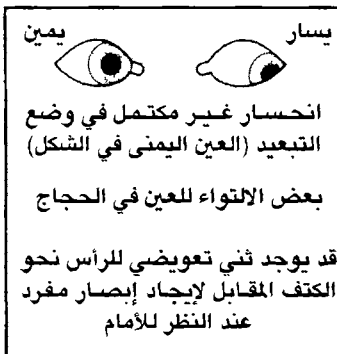 يمين يسار
انحسار غير مكتمل في وضع
التبعيد (العين اليمنى في الشكل)
بعض الالتواء للعين في الحجاج
قد يوجد ثني تعويضي للرأس نحو
الكتف المقابل لإيجاد إبصار مفرد
عند النظر للأمام